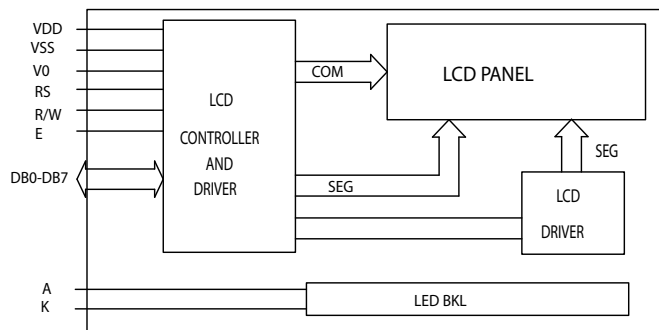 VDD
VSS
V0
RS
R/W
E
DB0-DB7
A
K
LCD
CONTROLLER
AND
DRIVER
COM
SEG
LCD PANEL
SEG
LCD
DRIVER
LED BKL